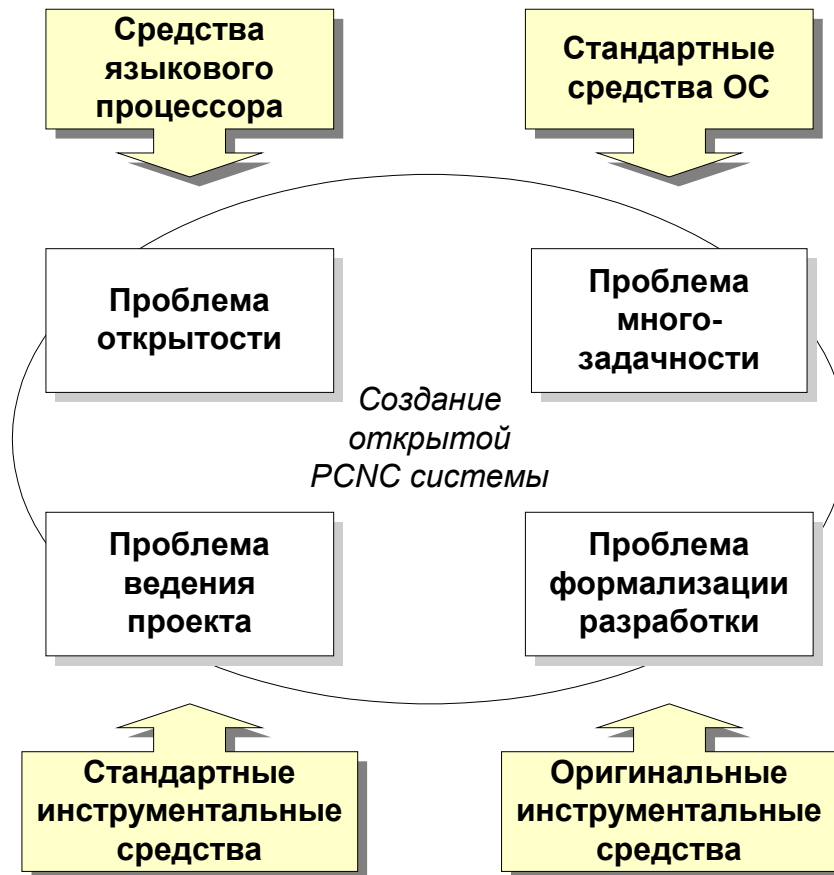 Средства
языкового
процессора
Стандартные
средства ОС
Проблема
открытости
Проблема
много-
задачности
Создание
открытой
PCNC системы
Проблема
ведения
проекта
Проблема
формализации
разработки
Стандартные
инструментальные
средства
Оригинальные
инструментальные
средства